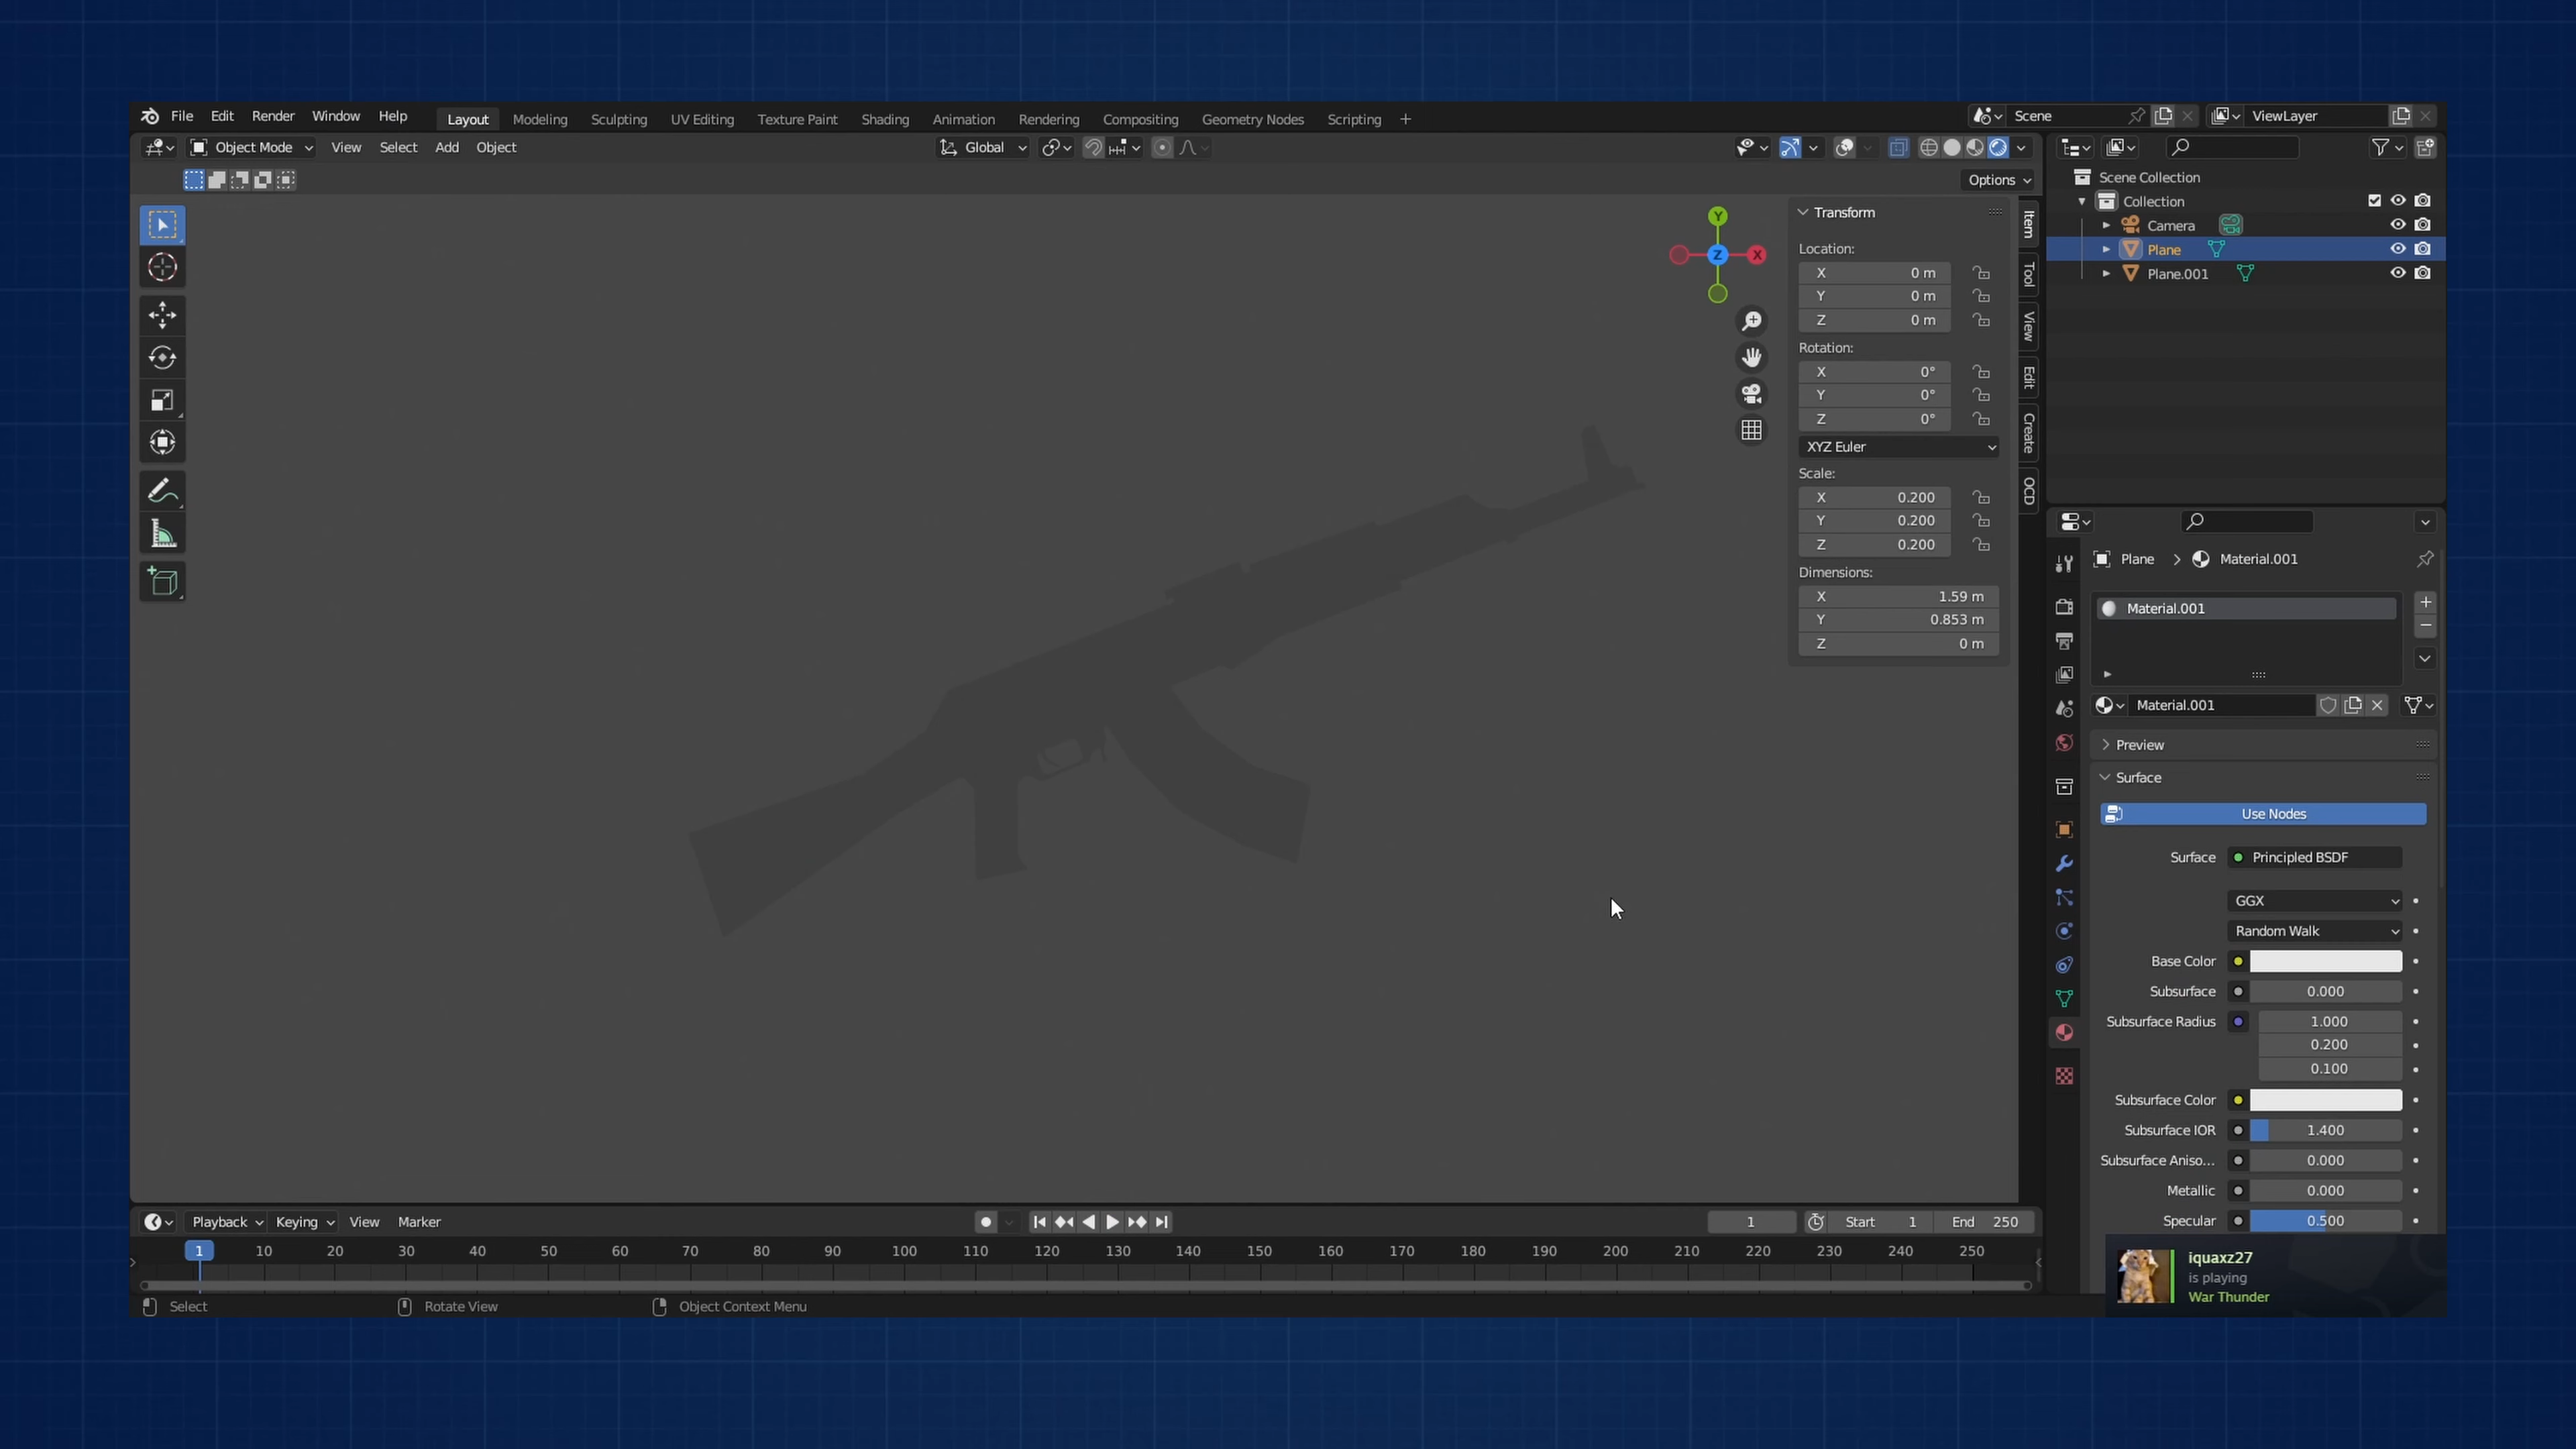 File Edit Render Window Help Layout Modeling Sculpting UV Editing Texture Paint Shading Animation Rendering Compositing Geometry Nodes Scripting + Scene ViewLayer
Object Mode View Select Add Object Global
Options
Y
X
Z
Transform
Location:
X 0 m
Y 0 m
Z 0 m
Rotation:
X 0°
Y 0°
Z 0°
XYZ Euler
Scale:
X 0.200
Y 0.200
Z 0.200
Dimensions:
X 1.59 m
Y 0.853 m
Z 0 m
Item
Tool
View
Edit
Create
OCD
Scene Collection
Collection
Camera
Plane
Plane.001
Plane > Material.001
Material.001
Material.001
Preview
Surface
Use Nodes
Surface Principled BSDF
GGX
Random Walk
Base Color
Subsurface 0.000
Subsurface Radius 1.000
0.200
0.100
Subsurface Color
Subsurface IOR 1.400
Subsurface Aniso... 0.000
Metallic 0.000
Specular 0.500
Playback Keying View Marker 1 Start 1 End 250
1 10 20 30 40 50 60 70 80 90 100 110 120 130 140 150 160 170 180 190 200 210 220 230 240 250
Select Rotate View Object Context Menu
iquaxz27
is playing
War Thunder